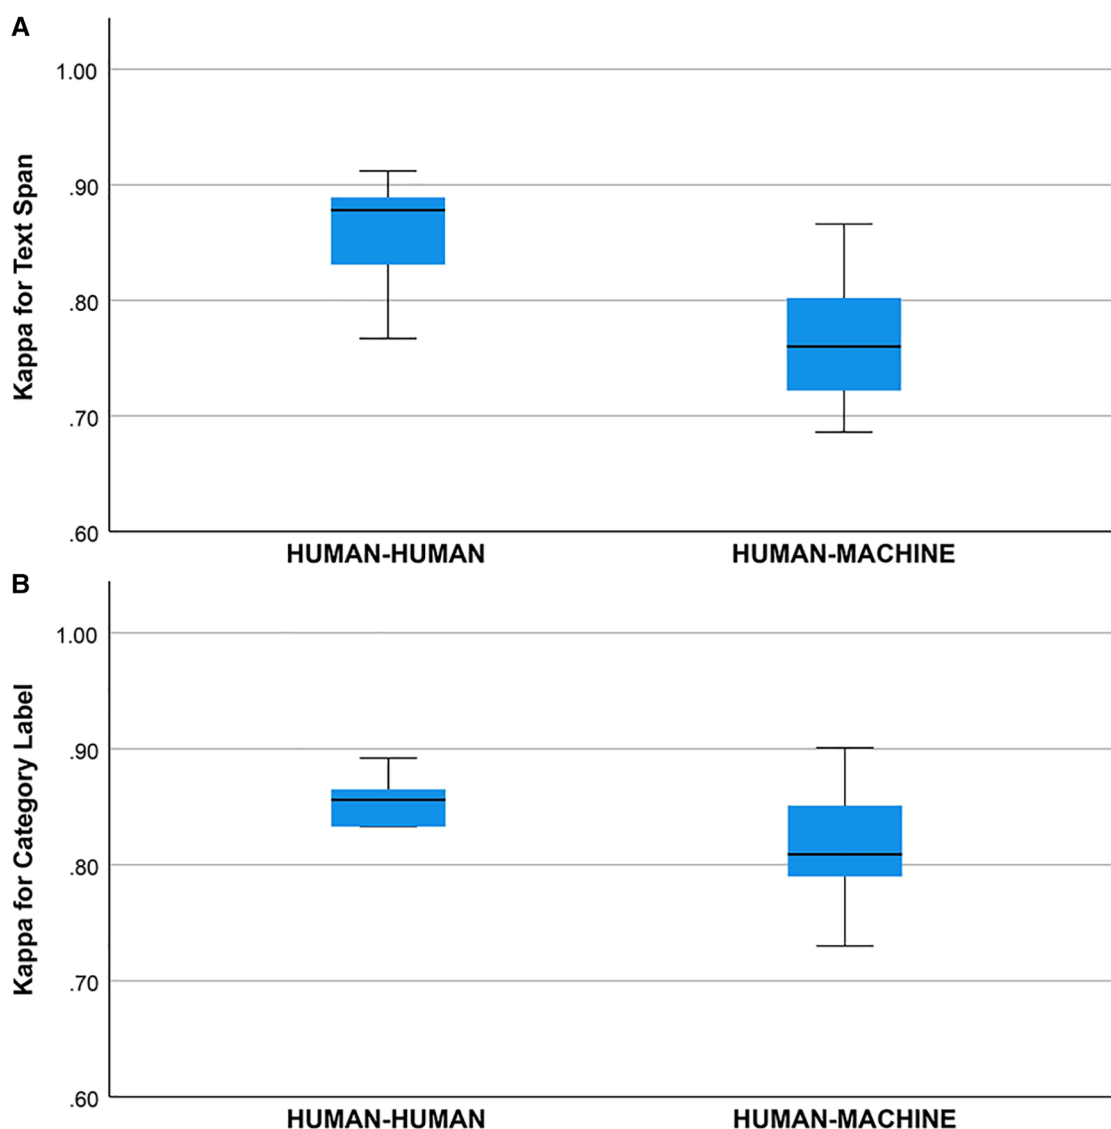 A
Kappa for Text Span
1.00
.90
.80
.70
.60
HUMAN-HUMAN
HUMAN-MACHINE
B
Kappa for Category Label
1.00
.90
.80
.70
.60
HUMAN-HUMAN
HUMAN-MACHINE